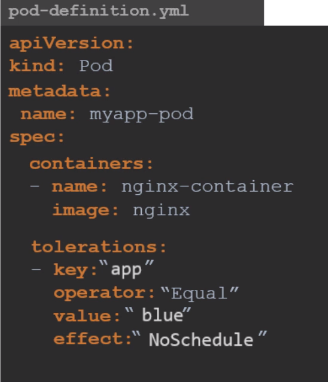 pod-definition.yml
apiVersion:
kind: Pod
metadata:
 name: myapp-pod
spec:
  containers:
  - name: nginx-container
    image: nginx
  tolerations:
  - key:“app”
    operator: “Equal”
    value: “ blue”
    effect: “ NoSchedule ”